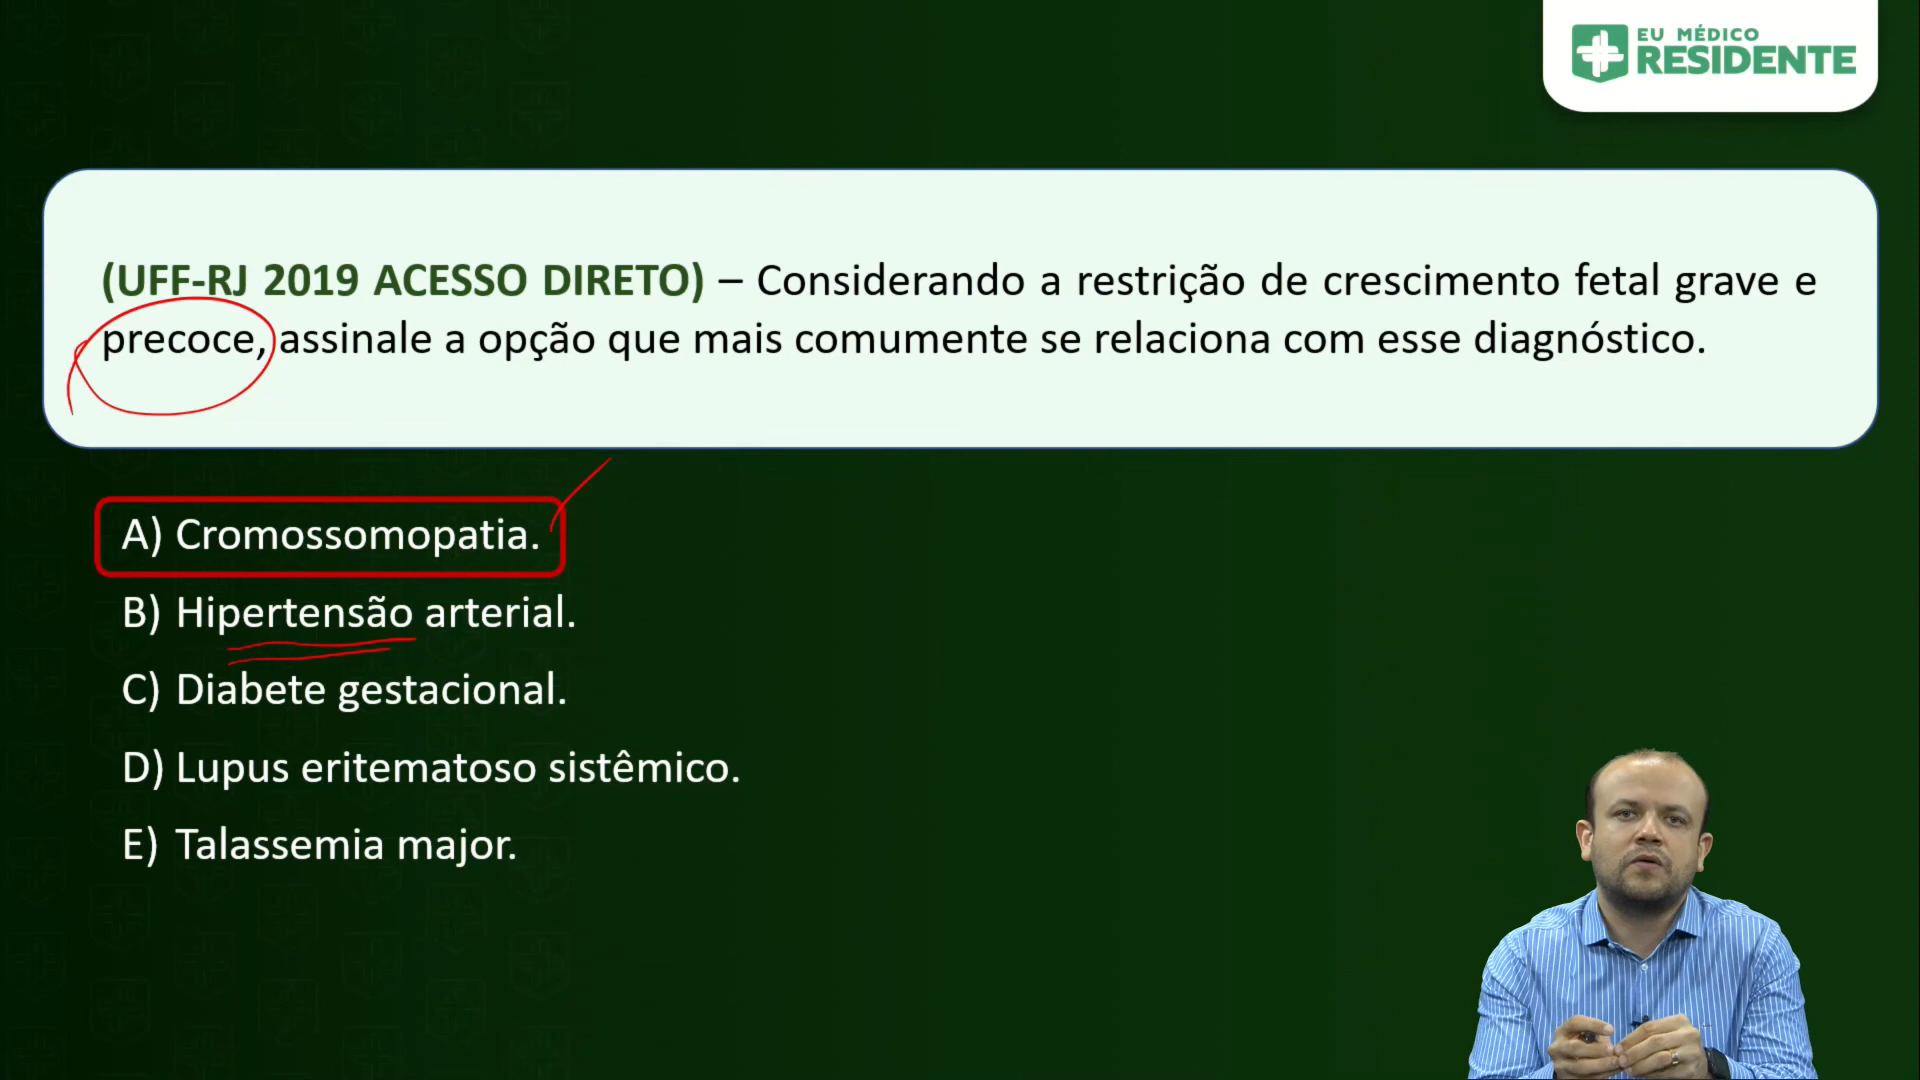 EU MÉDICO
RESIDENTE
(UFF-RJ 2019 ACESSO DIRETO) – Considerando a restrição de crescimento fetal grave e
precoce, assinale a opção que mais comumente se relaciona com esse diagnóstico.
A) Cromossomopatia.
B) Hipertensão arterial.
C) Diabete gestacional.
D) Lupus eritematoso sistêmico.
E) Talassemia major.